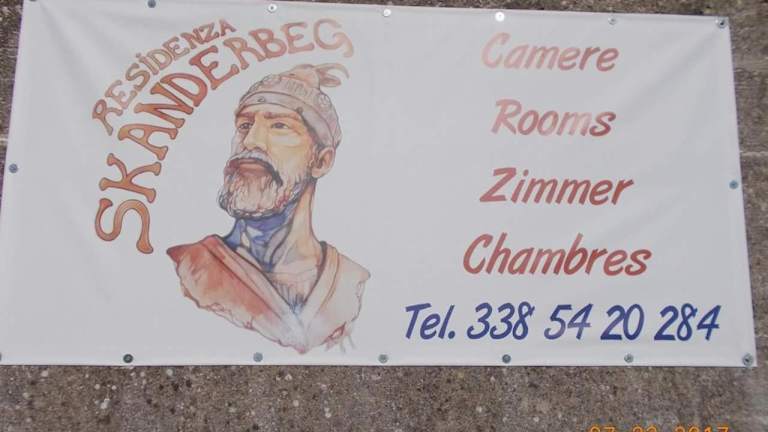 RESIDENZA
SKANDERBEG
Camere
Rooms
Zimmer
Chambres
Tel. 338 54 20 284